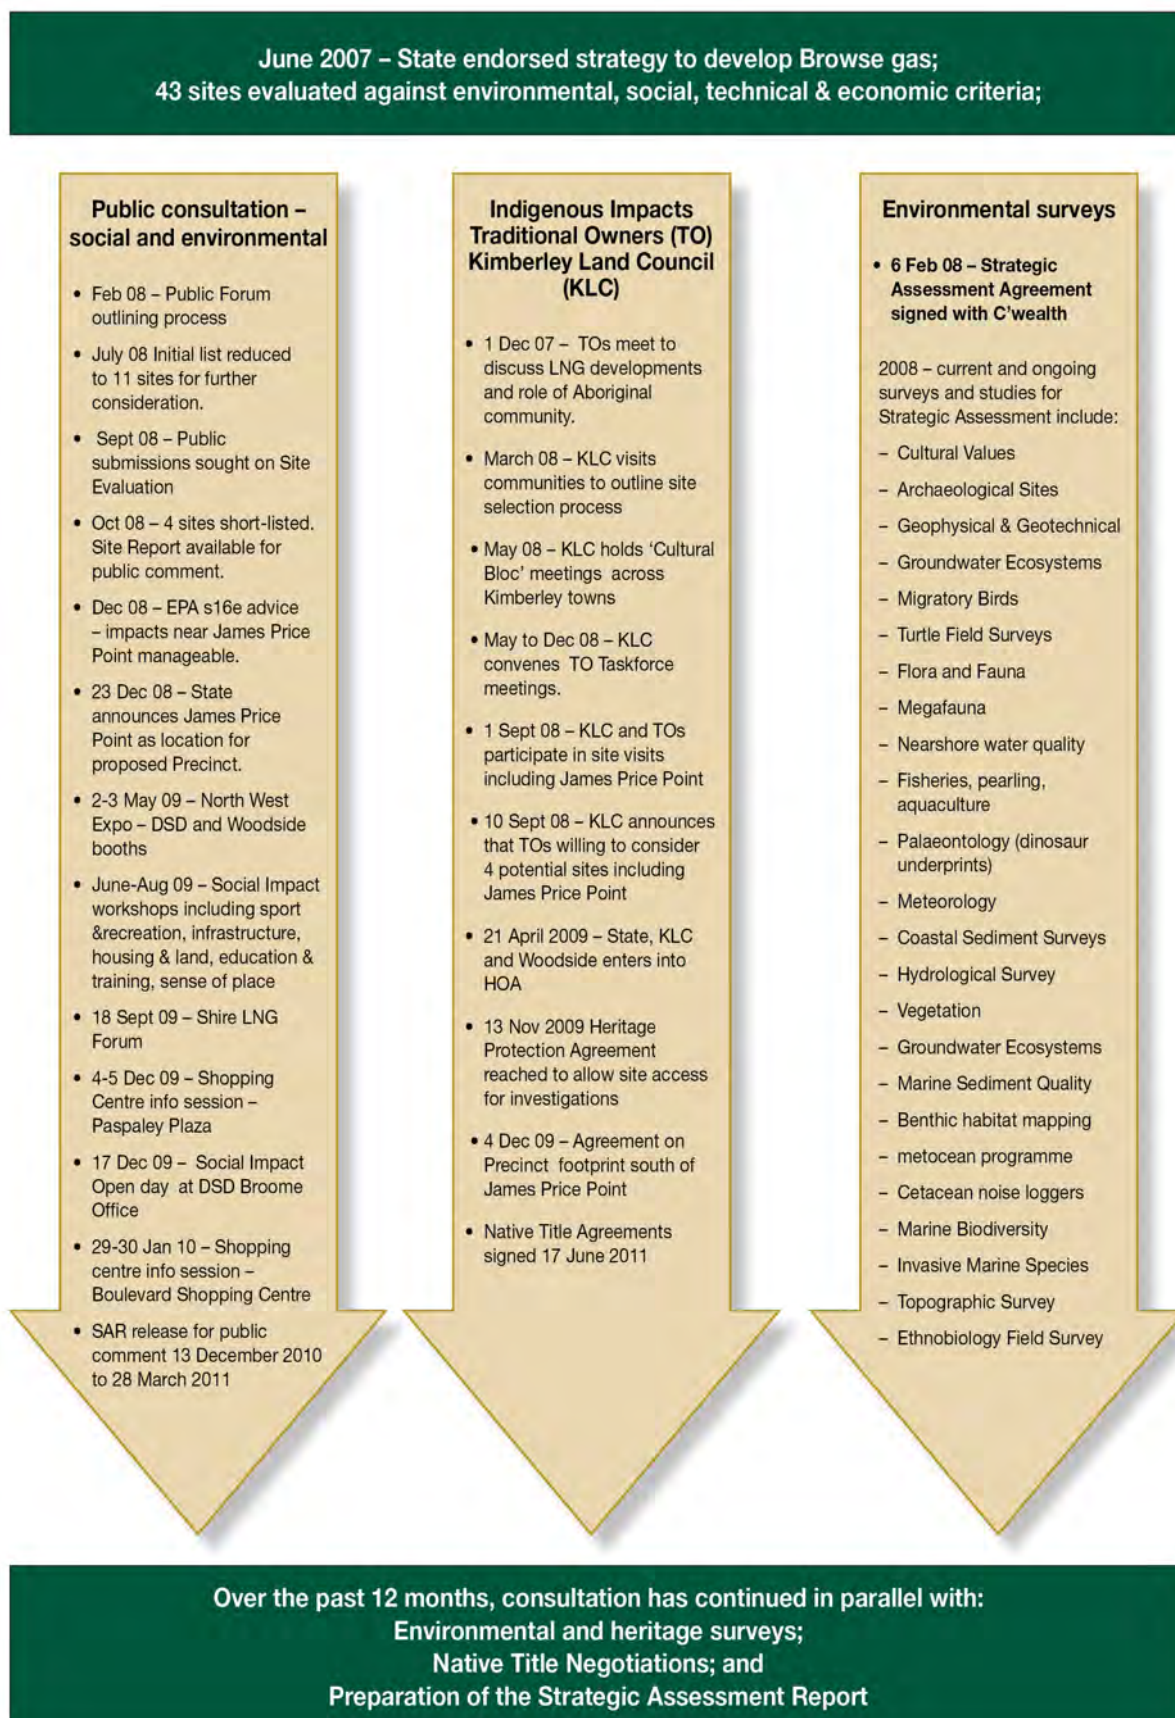 June 2007 – State endorsed strategy to develop Browse gas;
43 sites evaluated against environmental, social, technical & economic criteria;
Public consultation –
social and environmental
• Feb 08 – Public Forum
outlining process
• July 08 Initial list reduced
to 11 sites for further
consideration.
• Sept 08 – Public
submissions sought on Site
Evaluation
• Oct 08 – 4 sites short-listed.
Site Report available for
public comment.
• Dec 08 – EPA s16e advice
– impacts near James Price
Point manageable.
• 23 Dec 08 – State
announces James Price
Point as location for
proposed Precinct.
• 2-3 May 09 – North West
Expo – DSD and Woodside
booths
• June-Aug 09 – Social Impact
workshops including sport
&recreation, infrastructure,
housing & land, education &
training, sense of place
• 18 Sept 09 – Shire LNG
Forum
• 4-5 Dec 09 – Shopping
Centre info session –
Paspaley Plaza
• 17 Dec 09 – Social Impact
Open day at DSD Broome
Office
• 29-30 Jan 10 – Shopping
centre info session –
Boulevard Shopping Centre
• SAR release for public
comment 13 December 2010
to 28 March 2011
Indigenous Impacts
Traditional Owners (TO)
Kimberley Land Council
(KLC)
• 1 Dec 07 – TOs meet to
discuss LNG developments
and role of Aboriginal
community.
• March 08 – KLC visits
communities to outline site
selection process
• May 08 – KLC holds ‘Cultural
Bloc’ meetings across
Kimberley towns
• May to Dec 08 – KLC
convenes TO Taskforce
meetings.
• 1 Sept 08 – KLC and TOs
participate in site visits
including James Price Point
• 10 Sept 08 – KLC announces
that TOs willing to consider
4 potential sites including
James Price Point
• 21 April 2009 – State, KLC
and Woodside enters into
HOA
• 13 Nov 2009 Heritage
Protection Agreement
reached to allow site access
for investigations
• 4 Dec 09 – Agreement on
Precinct footprint south of
James Price Point
• Native Title Agreements
signed 17 June 2011
Environmental surveys
• 6 Feb 08 – Strategic
Assessment Agreement
signed with C’wealth
2008 – current and ongoing
surveys and studies for
Strategic Assessment include:
– Cultural Values
– Archaeological Sites
– Geophysical & Geotechnical
– Groundwater Ecosystems
– Migratory Birds
– Turtle Field Surveys
– Flora and Fauna
– Megafauna
– Nearshore water quality
– Fisheries, pearling,
aquaculture
– Palaeontology (dinosaur
underprints)
– Meteorology
– Coastal Sediment Surveys
– Hydrological Survey
– Vegetation
– Groundwater Ecosystems
– Marine Sediment Quality
– Benthic habitat mapping
– metocean programme
– Cetacean noise loggers
– Marine Biodiversity
– Invasive Marine Species
– Topographic Survey
– Ethnobiology Field Survey
Over the past 12 months, consultation has continued in parallel with:
Environmental and heritage surveys;
Native Title Negotiations; and
Preparation of the Strategic Assessment Report